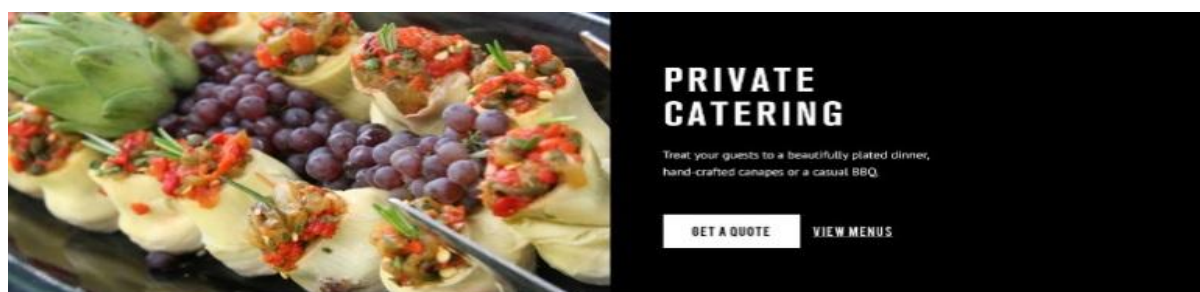 PRIVATE
CATERING
Treat your guests to a beautifully plated dinner,
hand-crafted canapes or a casual BBQ.
GET A QUOTE
VIEW MENUS